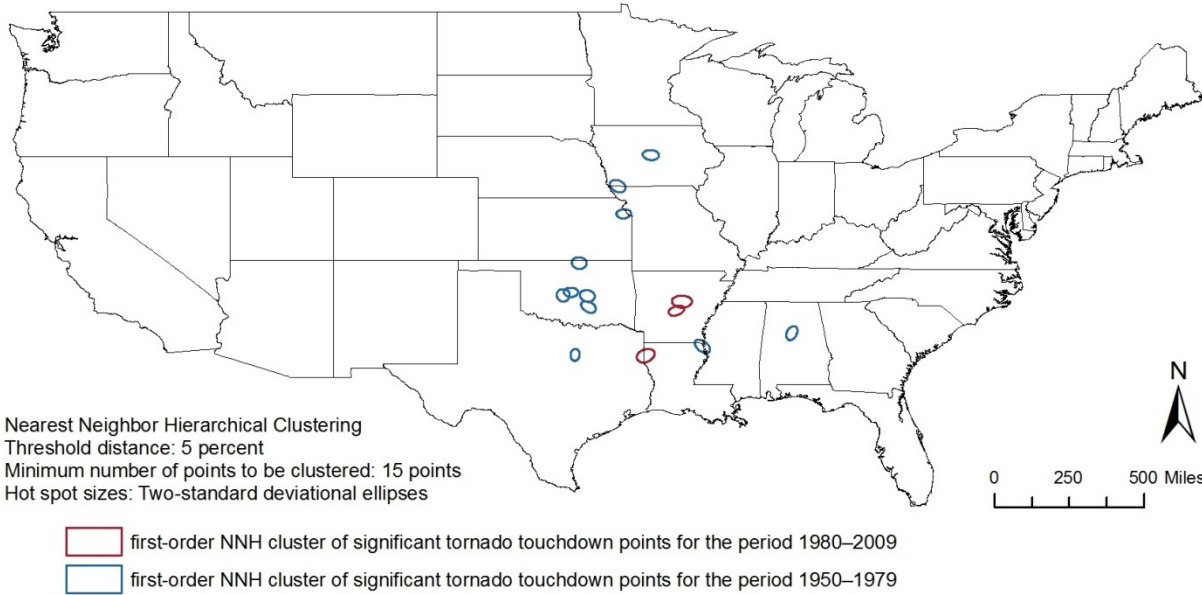 N
Nearest Neighbor Hierarchical Clustering
Threshold distance: 5 percent
Minimum number of points to be clustered: 15 points
Hot spot sizes: Two-standard deviational ellipses
0 250 500 Miles
first-order NNH cluster of significant tornado touchdown points for the period 1980–2009
first-order NNH cluster of significant tornado touchdown points for the period 1950–1979